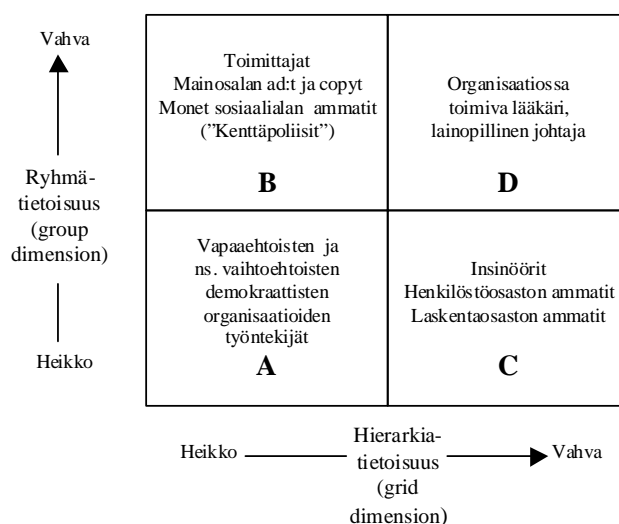 Vahva
Ryhmä-
tietoisuus
(group
dimension)
Heikko
Toimittajat
Mainosalan ad:t ja copyt
Monet sosiaalialan ammatit
(”Kenttäpoliisit”)
B
Organisaatiossa
toimiva lääkäri,
lainopillinen johtaja
D
Vapaaehtoisten ja
ns. vaihtoehtoisten
demokraattisten
organisaatioiden
työntekijät
A
Insinöörit
Henkilöstöosaston ammatit
Laskentaosaston ammatit
C
Heikko
Hierarkia-
tietoisuus
(grid
dimension)
Vahva